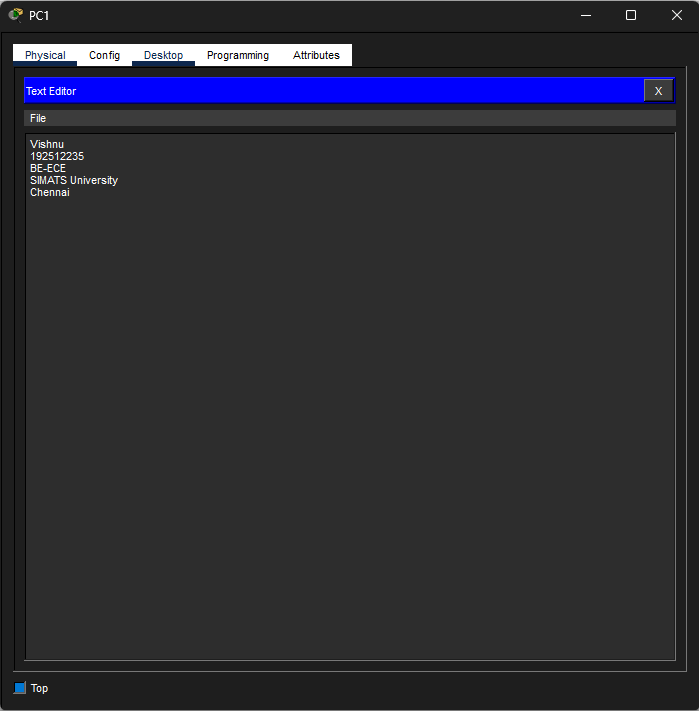 PC1
Physical Config Desktop Programming Attributes
Text Editor X
File
Vishnu
192512235
BE-ECE
SIMATS University
Chennai
Top